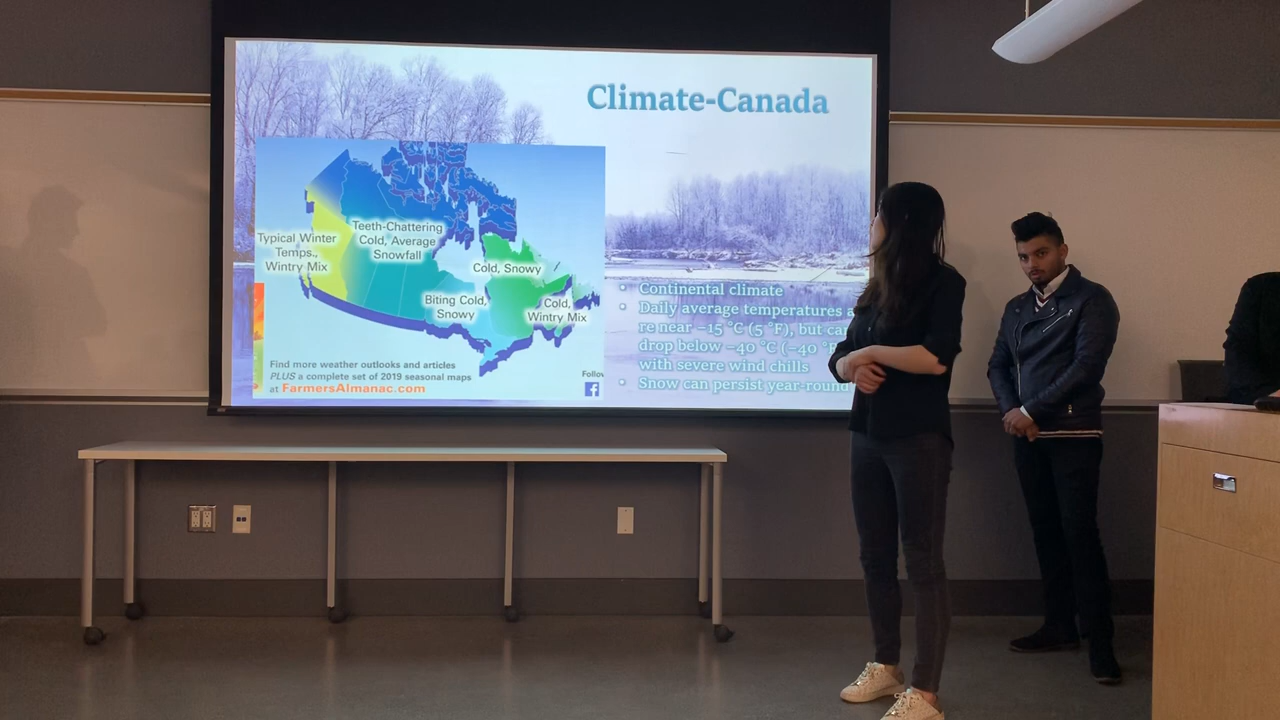 Climate-Canada
Typical Winter
Temps.,
Wintry Mix
Teeth-Chattering
Cold, Average
Snowfall
Cold, Snowy
Biting Cold,
Snowy
Cold,
Wintry Mix
Find more weather outlooks and articles
PLUS a complete set of 2019 seasonal maps
at FarmersAlmanac.com
Follow
f
• Continental climate
• Daily average temperatures a
re near −15 °C (5 °F), but can
drop below −40 °C (−40 °F
with severe wind chills
• Snow can persist year-round